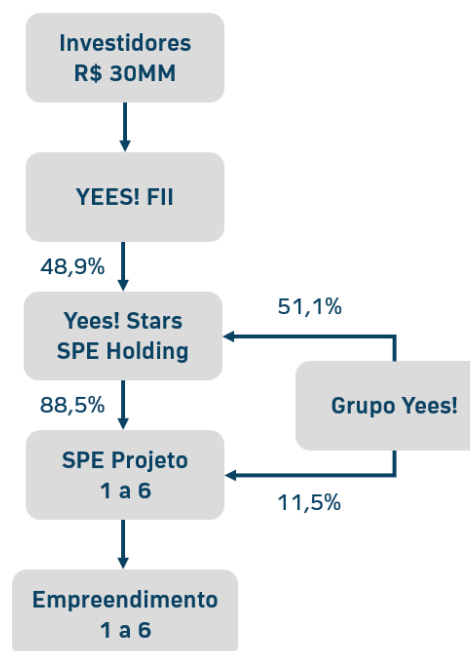 Investidores
R$ 30MM
YEES! FII
48,9%
51,1%
Yees! Stars
SPE Holding
88,5%
Grupo Yees!
SPE Projeto
1 a 6
11,5%
Empreendimento
1 a 6